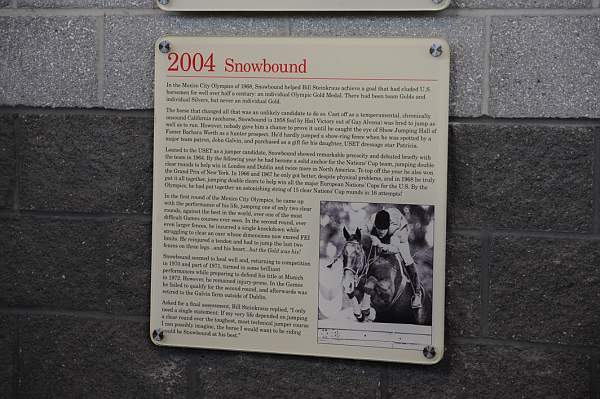 2004 Snowbound
In the Mexico City Olympics of 1968, Snowbound helped Bill Steinkraus achieve a goal that had eluded U.S.
horsemen for well over half a century: an individual Olympic Gold Medal. There had been team Golds and
individual Silvers, but never an individual Gold.
The horse that changed all that was an unlikely candidate to do so. Cast off as a temperamental, chronically
unsound California racehorse, Snowbound (a 1958 foal by Hail Victory out of Gay Alvena) was bred to jump as
well as to run. However, nobody gave him a chance to prove it until he caught the eye of Show Jumping Hall of
Famer Barbara Worth as a hunter prospect. He'd hardly jumped a show-ring fence when he was spotted by a
major team patron, John Galvin, and purchased as a gift for his daughter, USET dressage star Patricia.
Loaned to the USET as a jumper candidate, Snowbound showed remarkable precocity and debuted briefly with
the team in 1964. By the following year he had become a solid anchor for the Nations' Cup team, jumping double
clear rounds to help win in London and Dublin and twice more in North America. To top off the year he also won
the Grand Prix of New York. In 1966 and 1967 he only got better, despite physical problems, and in 1968 he truly
put it all together, jumping double clears to help win all the major European Nations' Cups for the U.S. By the
Olympics, he had put together an astonishing string of 15 clear Nations' Cup rounds in 16 attempts!
In the first round of the Mexico City Olympics, he came up
with the performance of his life, jumping one of only two clear
rounds, against the best in the world, over one of the most
difficult Games courses ever seen. In the second round, over
even larger fences, he incurred a single knockdown while
struggling to clear an oxer whose dimensions now exceed FEI
limits. He reinjured a tendon and had to jump the last two
fences on three legs...and his heart...but the Gold was his!
Snowbound seemed to heal well and, returning to competition
in 1970 and part of 1971, turned in some brilliant
performances while preparing to defend his title at Munich
in 1972. However, he remained injury-prone. In the Games
he failed to qualify for the second round, and afterwards was
retired to the Galvin farm outside of Dublin.
Asked for a final assessment, Bill Steinkraus replied, "I only
need a single statement: If my very life depended on jumping
a clear round over the toughest, most technical jumper course
I can possibly imagine, the horse I would want to be riding
would be Snowbound at his best."